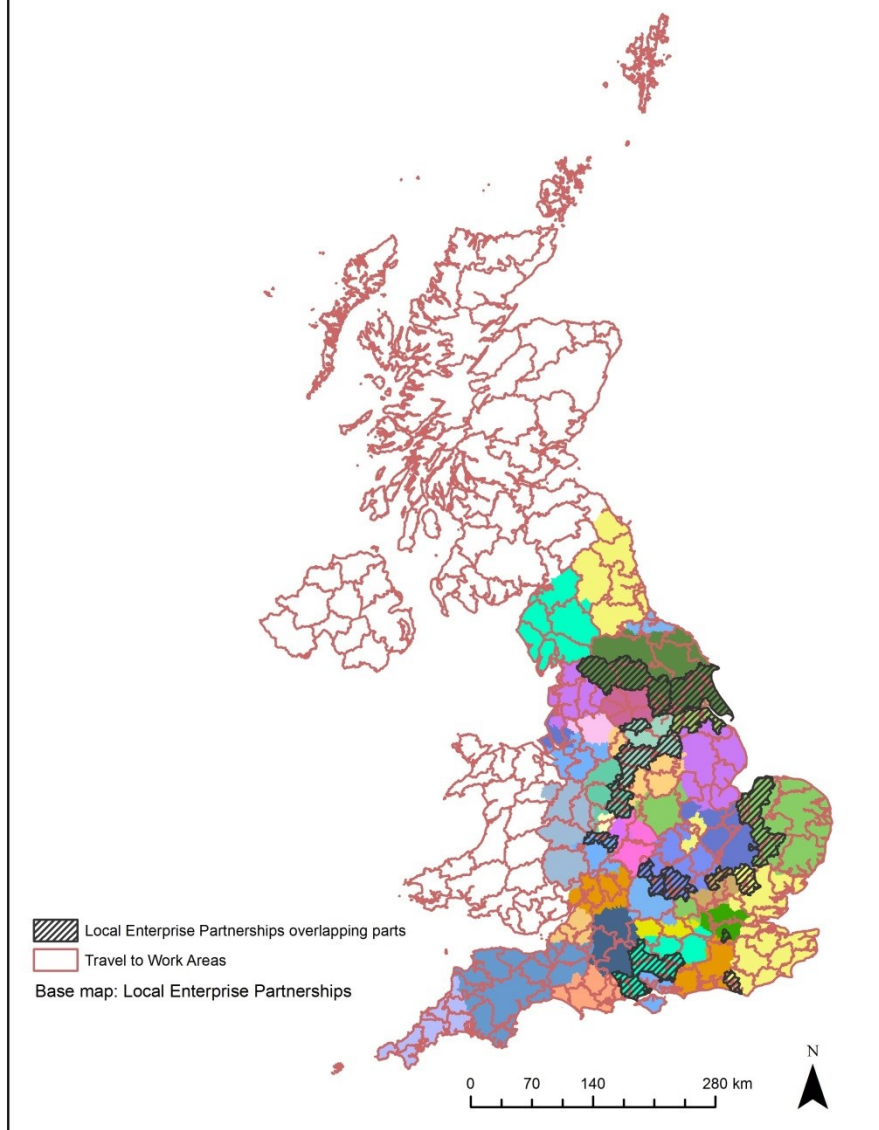 Local Enterprise Partnerships overlapping parts
Travel to Work Areas
Base map: Local Enterprise Partnerships
N
0 70 140 280 km